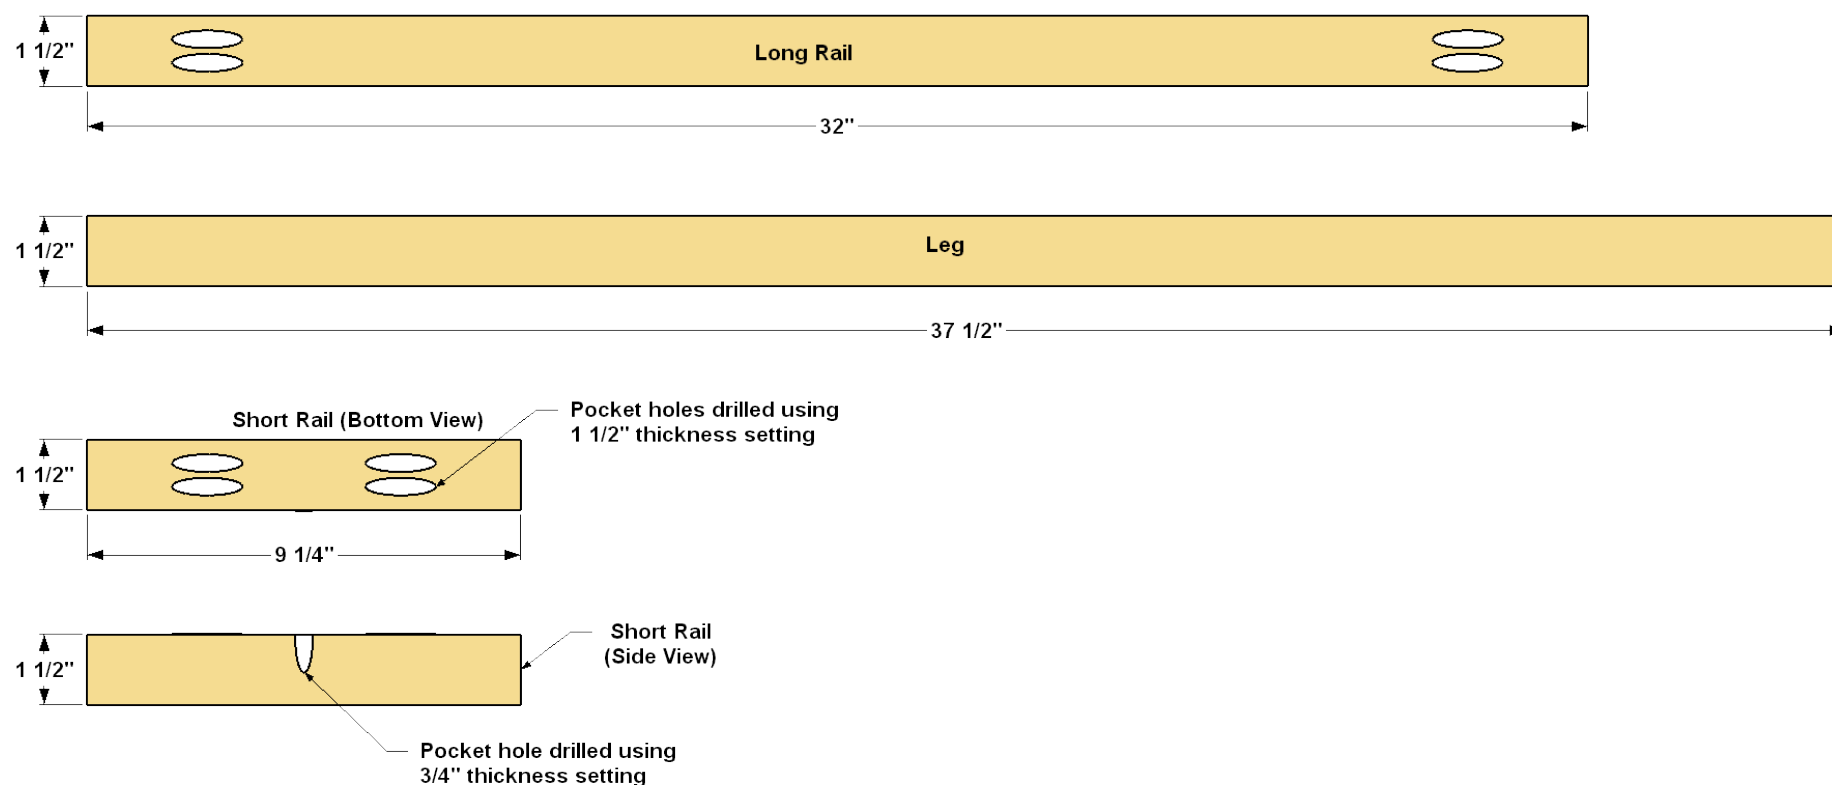 1 1/2"
Long Rail
32"
1 1/2"
Leg
37 1/2"
Short Rail (Bottom View)
Pocket holes drilled using
1 1/2" thickness setting
1 1/2"
9 1/4"
Short Rail
(Side View)
1 1/2"
Pocket hole drilled using
3/4" thickness setting